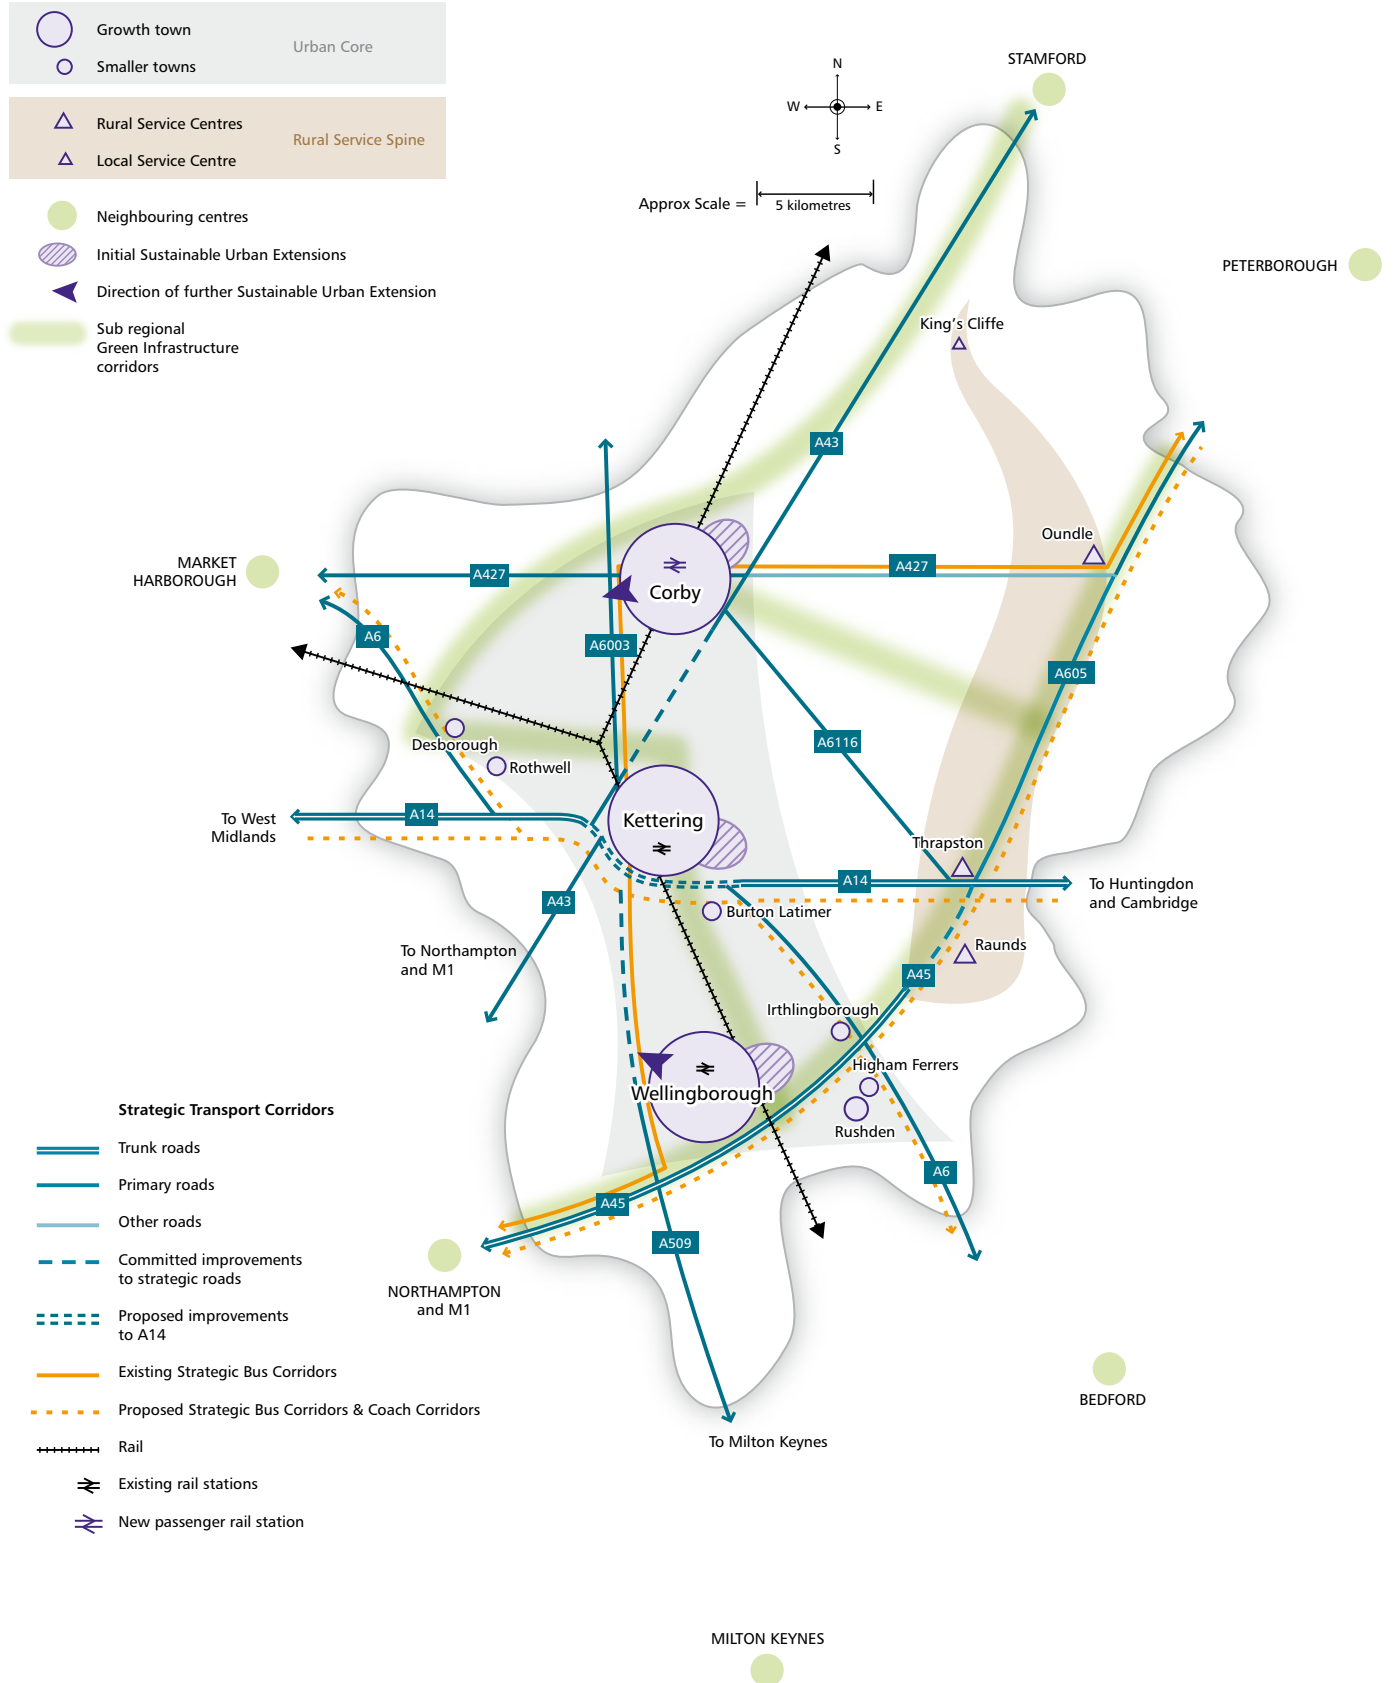 Growth town
Urban Core
Smaller towns
Rural Service Centres
Rural Service Spine
Local Service Centre
Neighbouring centres
Initial Sustainable Urban Extensions
Direction of further Sustainable Urban Extension
Sub regional
Green Infrastructure
corridors
N
W
E
S
Approx Scale =
5 kilometres
STAMFORD
PETERBOROUGH
King's Cliffe
A43
Oundle
MARKET
HARBOROUGH
A427
A427
Corby
A6
A6003
A605
Desborough
Rothwell
A6116
To West
Midlands
A14
Kettering
Thrapston
A14
To Huntingdon
and Cambridge
A43
Burton Latimer
To Northampton
and M1
Raunds
A45
Irthlingborough
Higham Ferrers
Wellingborough
Rushden
A6
A45
A509
NORTHAMPTON
and M1
BEDFORD
To Milton Keynes
MILTON KEYNES
Strategic Transport Corridors
Trunk roads
Primary roads
Other roads
Committed improvements
to strategic roads
Proposed improvements
to A14
Existing Strategic Bus Corridors
Proposed Strategic Bus Corridors & Coach Corridors
Rail
Existing rail stations
New passenger rail station